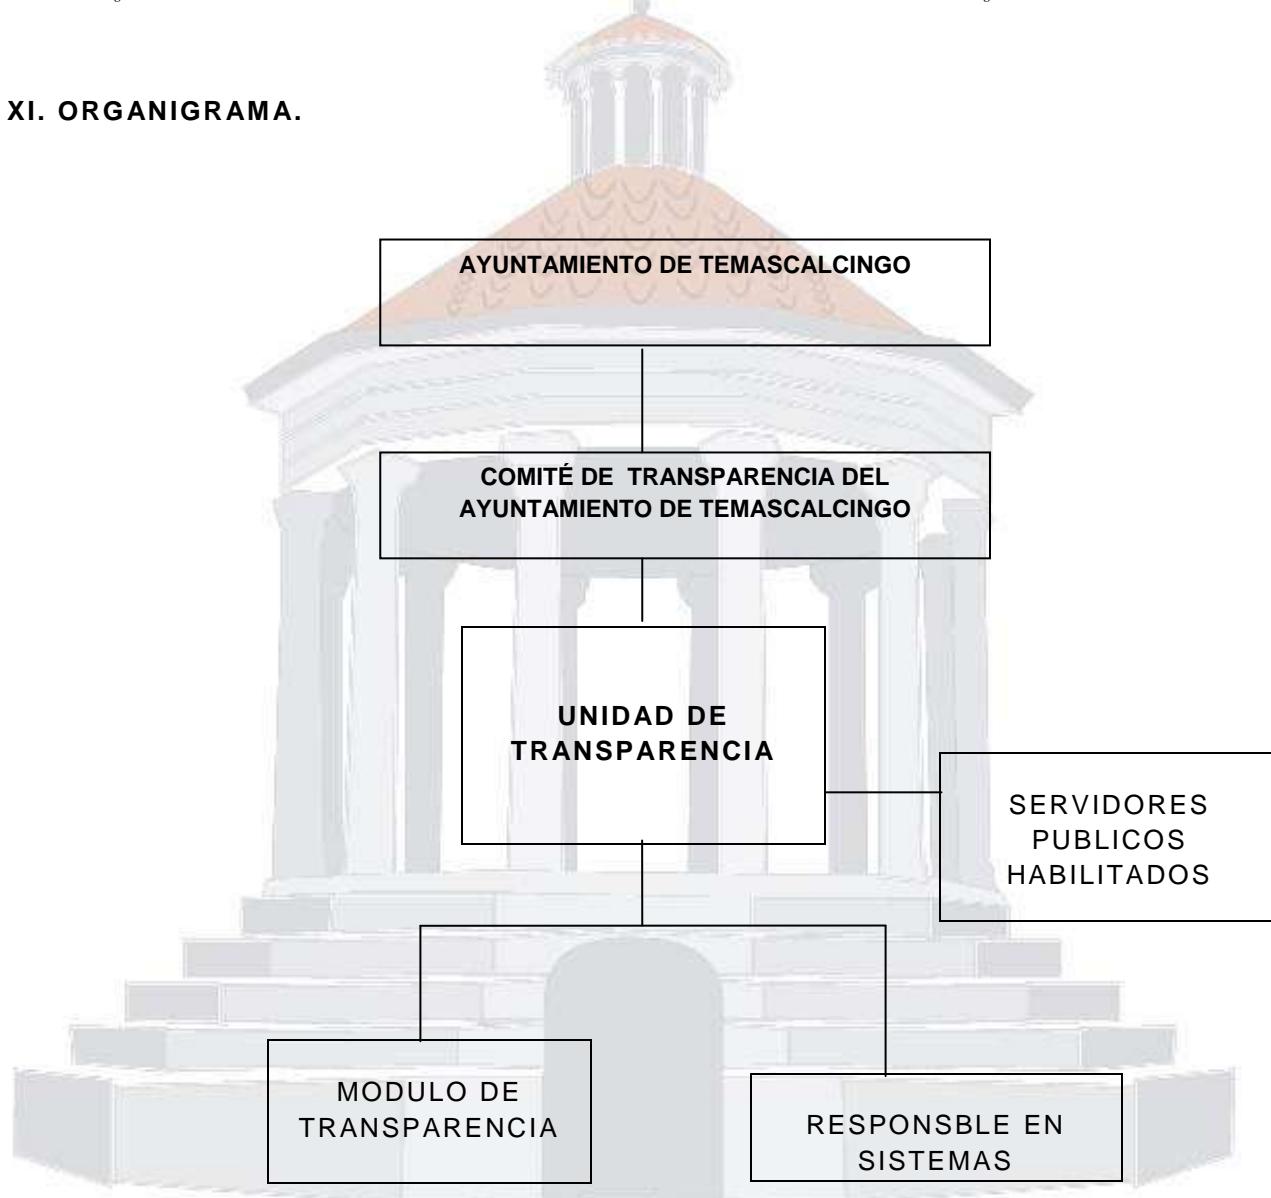 XI. ORGANIGRAMA.
AYUNTAMIENTO DE TEMASCALCINGO
COMITÉ DE TRANSPARENCIA DEL
AYUNTAMIENTO DE TEMASCALCINGO
UNIDAD DE
TRANSPARENCIA
SERVIDORES
PUBLICOS
HABILITADOS
MODULO DE
TRANSPARENCIA
RESPONSBLE EN
SISTEMAS